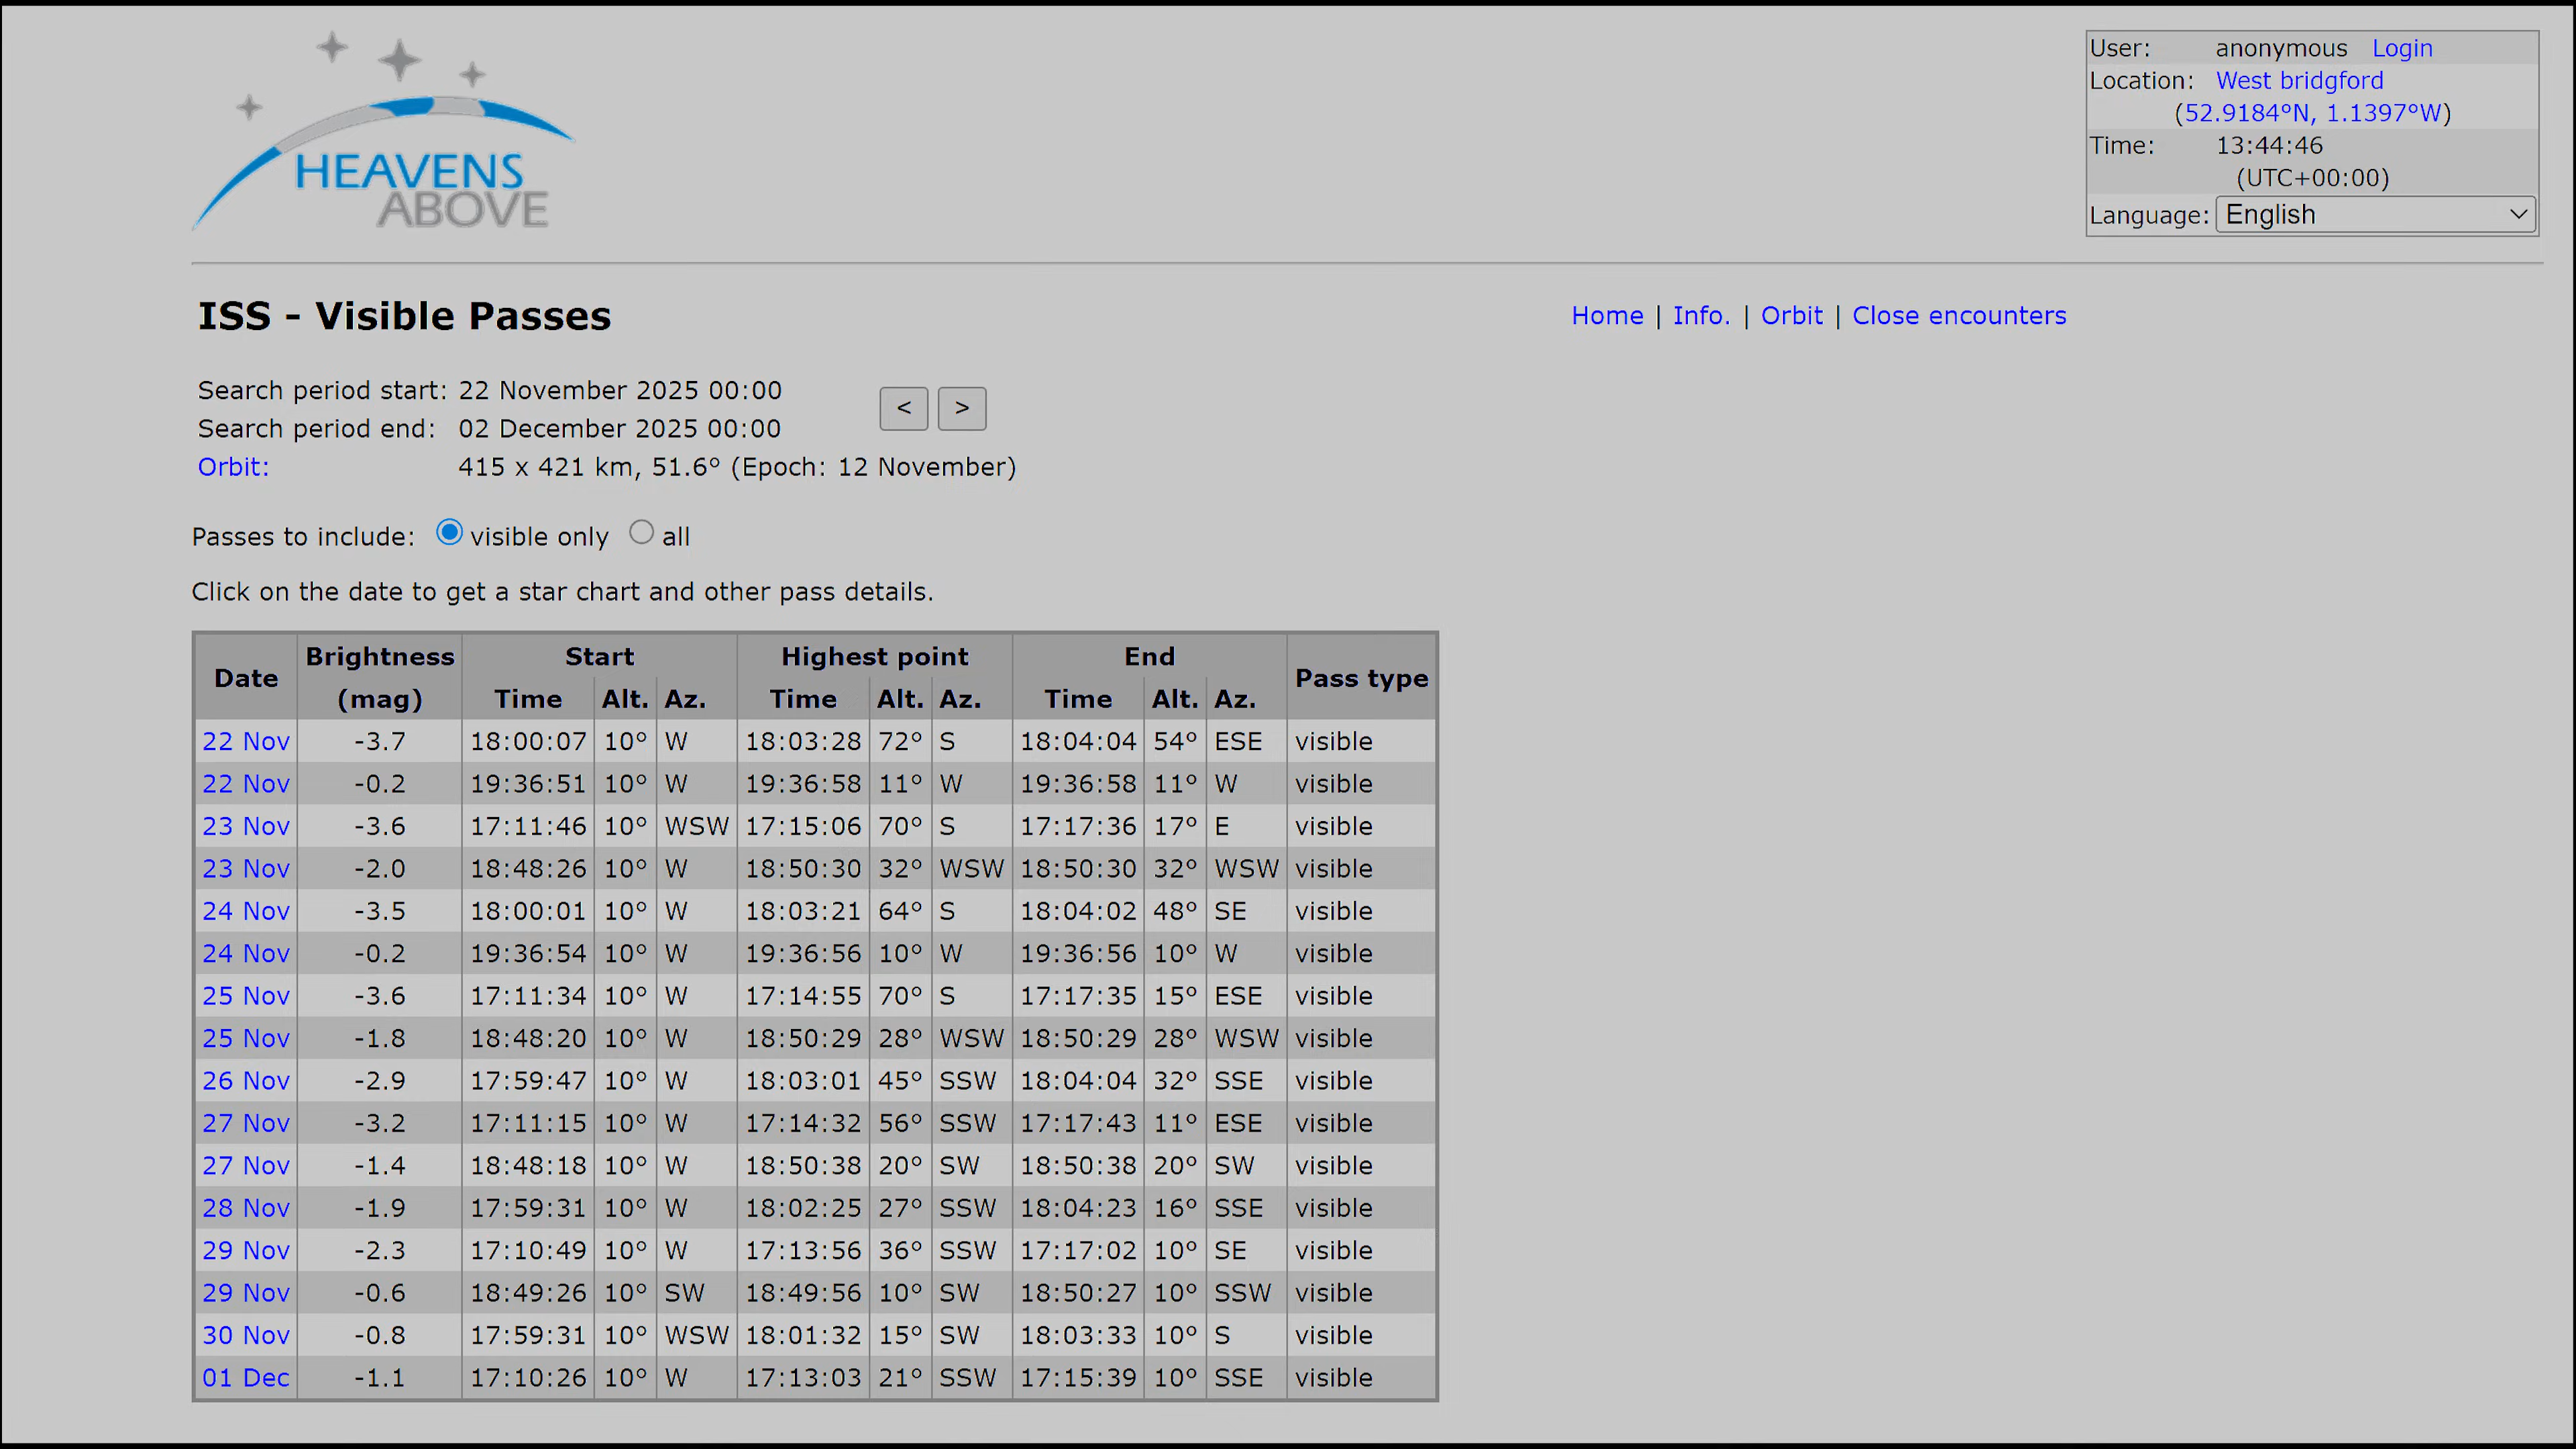 HEAVENS
ABOVE
User: anonymous Login
Location: West bridgford
(52.9184°N, 1.1397°W)
Time: 13:44:46
(UTC+00:00)
Language: English
ISS - Visible Passes
Home | Info. | Orbit | Close encounters
Search period start: 22 November 2025 00:00
< >
Search period end: 02 December 2025 00:00
Orbit: 415 x 421 km, 51.6° (Epoch: 12 November)
Passes to include: visible only all
Click on the date to get a star chart and other pass details.
Date Brightness Start Highest point End Pass type
(mag) Time Alt. Az. Time Alt. Az. Time Alt. Az.
22 Nov -3.7 18:00:07 10° W 18:03:28 72° S 18:04:04 54° ESE visible
22 Nov -0.2 19:36:51 10° W 19:36:58 11° W 19:36:58 11° W visible
23 Nov -3.6 17:11:46 10° WSW 17:15:06 70° S 17:17:36 17° E visible
23 Nov -2.0 18:48:26 10° W 18:50:30 32° WSW 18:50:30 32° WSW visible
24 Nov -3.5 18:00:01 10° W 18:03:21 64° S 18:04:02 48° SE visible
24 Nov -0.2 19:36:54 10° W 19:36:56 10° W 19:36:56 10° W visible
25 Nov -3.6 17:11:34 10° W 17:14:55 70° S 17:17:35 15° ESE visible
25 Nov -1.8 18:48:20 10° W 18:50:29 28° WSW 18:50:29 28° WSW visible
26 Nov -2.9 17:59:47 10° W 18:03:01 45° SSW 18:04:04 32° SSE visible
27 Nov -3.2 17:11:15 10° W 17:14:32 56° SSW 17:17:43 11° ESE visible
27 Nov -1.4 18:48:18 10° W 18:50:38 20° SW 18:50:38 20° SW visible
28 Nov -1.9 17:59:31 10° W 18:02:25 27° SSW 18:04:23 16° SSE visible
29 Nov -2.3 17:10:49 10° W 17:13:56 36° SSW 17:17:02 10° SE visible
29 Nov -0.6 18:49:26 10° SW 18:49:56 10° SW 18:50:27 10° SSW visible
30 Nov -0.8 17:59:31 10° WSW 18:01:32 15° SW 18:03:33 10° S visible
01 Dec -1.1 17:10:26 10° W 17:13:03 21° SSW 17:15:39 10° SSE visible